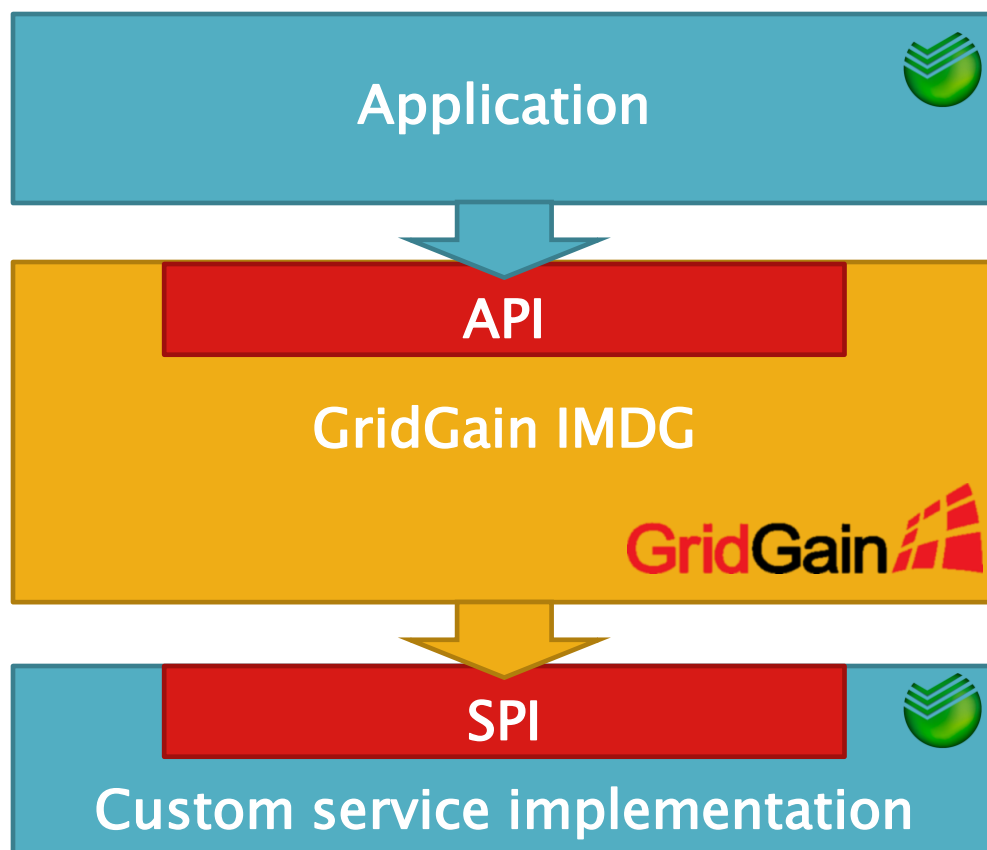 Application
API
GridGain IMDG
GridGain
SPI
Custom service implementation